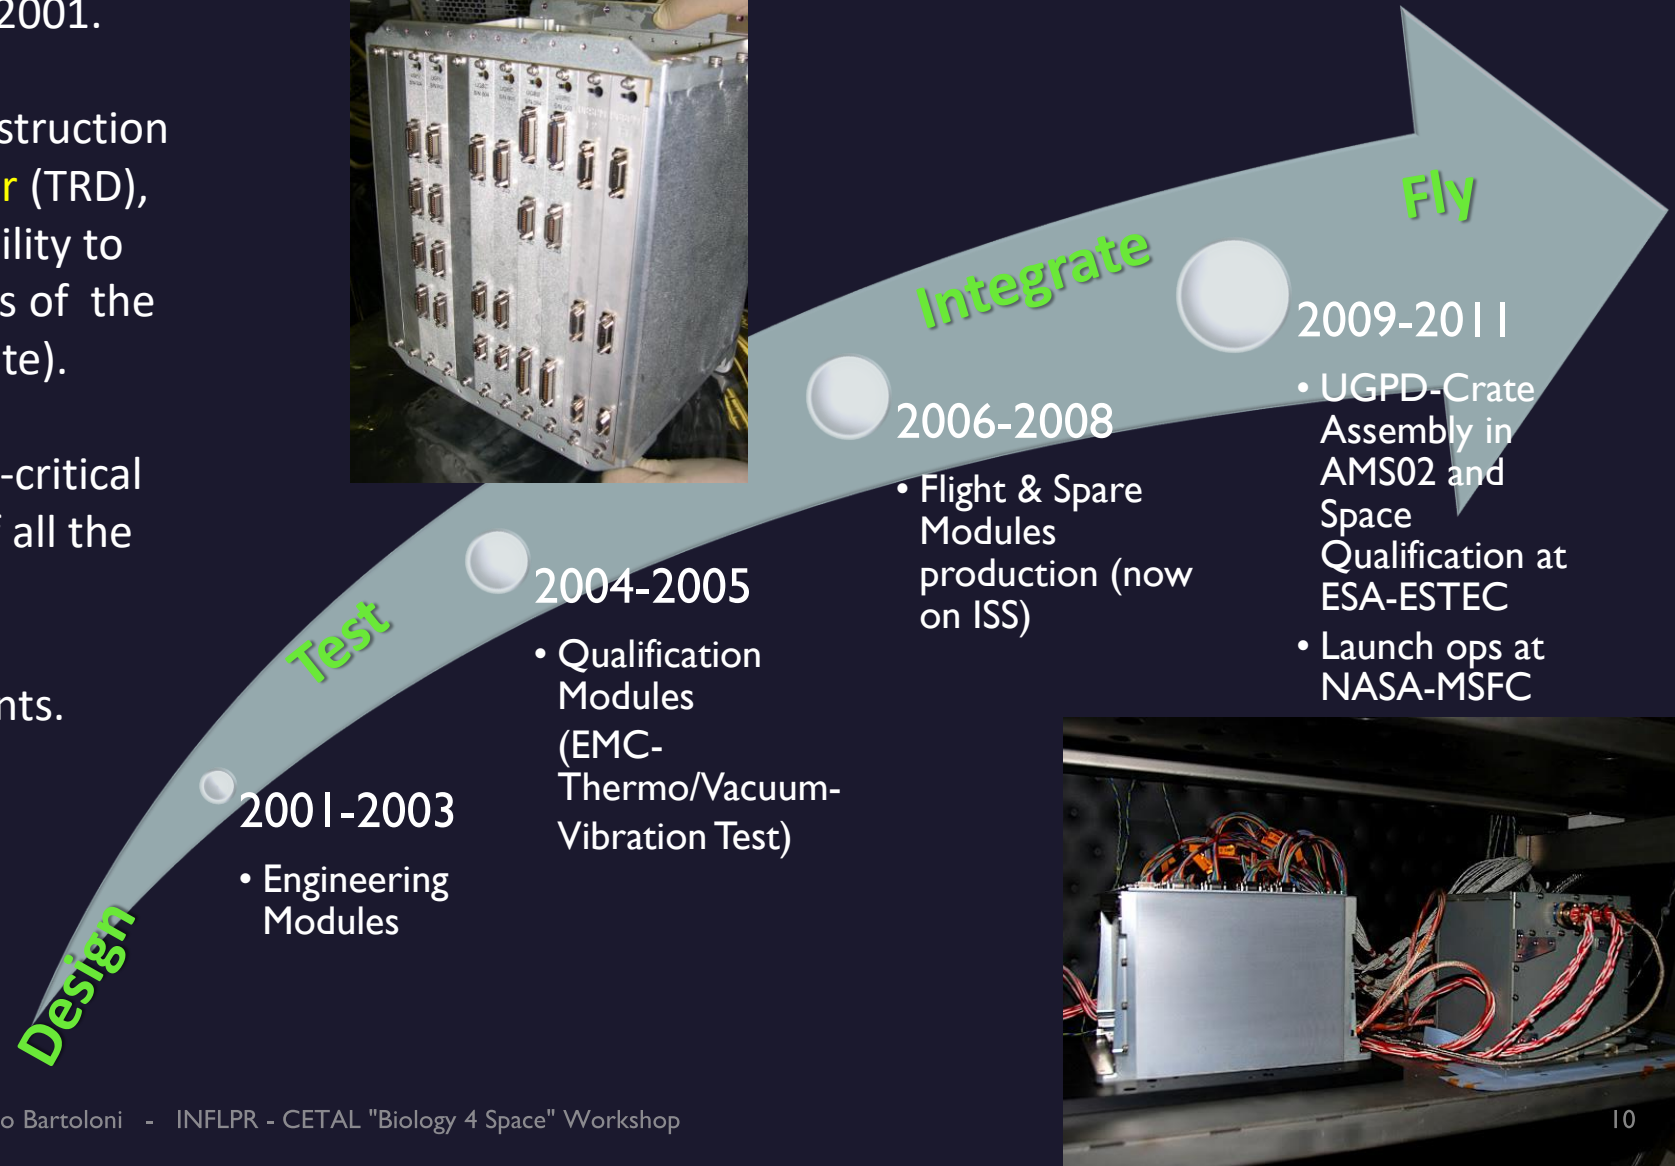 2001.
struction
r (TRD),
ility to
s of the
te).
-critical
f all the
nts.
Design
Test
Integrate
Fly
2001-2003
• Engineering
Modules
2004-2005
• Qualification
Modules
(EMC-
Thermo/Vacuum-
Vibration Test)
2006-2008
• Flight & Spare
Modules
production (now
on ISS)
2009-2011
• UGPD-Crate
Assembly in
AMS02 and
Space
Qualification at
ESA-ESTEC
• Launch ops at
NASA-MSFC
o Bartoloni - INFLPR - CETAL "Biology 4 Space" Workshop
10